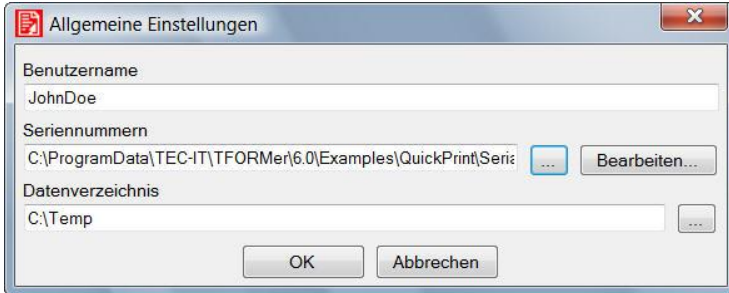 Allgemeine Einstellungen
Benutzername
JohnDoe
Seriennummern
C:\ProgramData\TEC-IT\TFORMer\6.0\Examples\QuickPrint\Seria
... Bearbeiten...
Datenverzeichnis
C:\Temp
...
OK Abbrechen